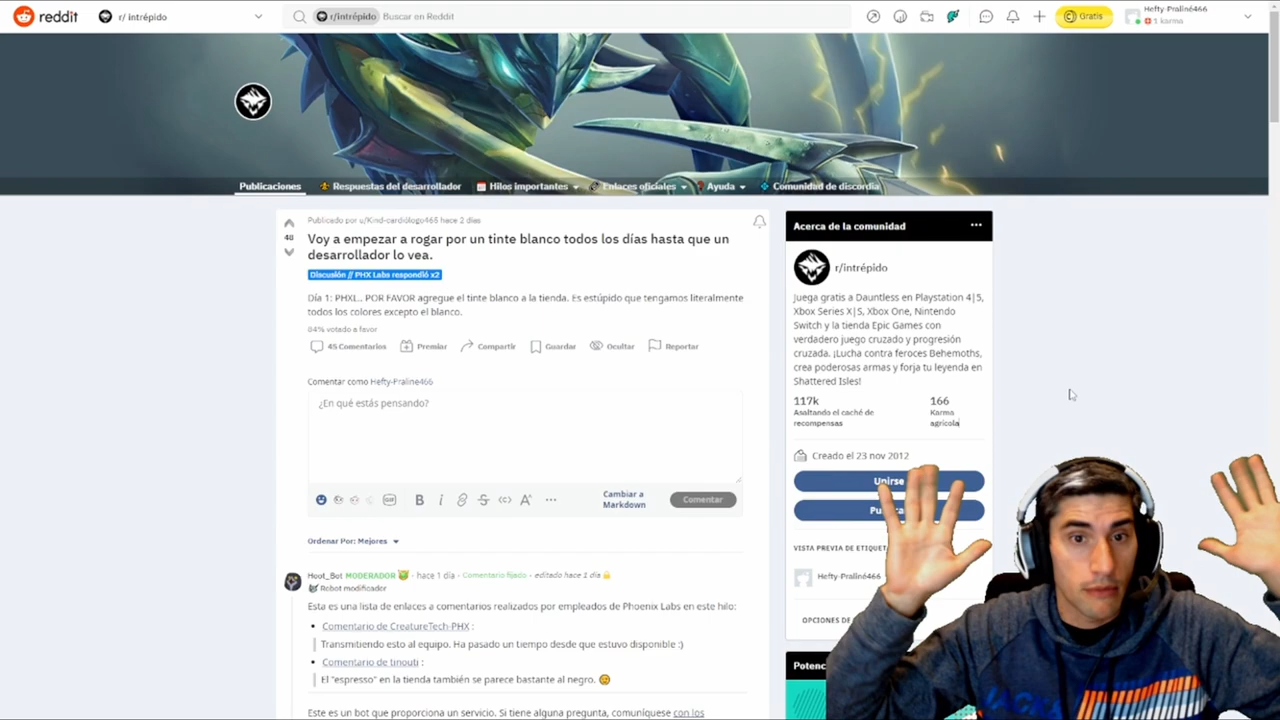 reddit r/ intrépido r/intrépido Buscar en Reddit Gratis Hefty-Praliné466
1 karma
Publicaciones Respuestas del desarrollador Hilos importantes Enlaces oficiales Ayuda Comunidad de discordia
Publicado por u/Kind-cardiólogo465 hace 2 días
48
Voy a empezar a rogar por un tinte blanco todos los días hasta que un
desarrollador lo vea.
Discusión // PHX Labs respondió x2
Día 1: PHXL.. POR FAVOR agregue el tinte blanco a la tienda. Es estúpido que tengamos literalmente
todos los colores excepto el blanco.
84% votado a favor
45 Comentarios Premiar Compartir Guardar Ocultar Reportar
Comentar como Hefty-Praline466
¿En qué estás pensando?
GIF B i Cambiar a
Markdown
Comentar
Ordenar Por: Mejores
Hoot_Bot MODERADOR · hace 1 día · Comentario fijado · editado hace 1 día
Robot modificador
Esta es una lista de enlaces a comentarios realizados por empleados de Phoenix Labs en este hilo:
Comentario de CreatureTech-PHX :
Transmitiendo esto al equipo. Ha pasado un tiempo desde que estuvo disponible :)
Comentario de tinouti :
El "espresso" en la tienda también se parece bastante al negro.
Este es un bot que proporciona un servicio. Si tiene alguna pregunta, comuníquese con los
Acerca de la comunidad
r/intrépido
Juega gratis a Dauntless en Playstation 4|5,
Xbox Series X|S, Xbox One, Nintendo
Switch y la tienda Epic Games con
verdadero juego cruzado y progresión
cruzada. ¡Lucha contra feroces Behemoths,
crea poderosas armas y forja tu leyenda en
Shattered Isles!
117k 166
Asaltando el caché de
recompensas
Karma
agrícola
Creado el 23 nov 2012
Unirse
VISTA PREVIA DE ETIQUET
Hefty-Praliné466
OPCIONES DE
Potenc